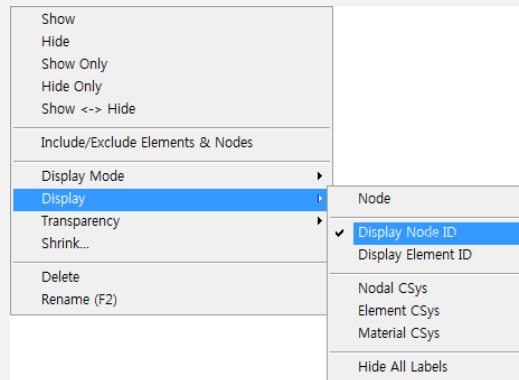 Show
Hide
Show Only
Hide Only
Show <-> Hide
Include/Exclude Elements & Nodes
Display Mode
Display
Transparency
Shrink...
Delete
Rename (F2)
Node
Display Node ID
Display Element ID
Nodal CSys
Element CSys
Material CSys
Hide All Labels